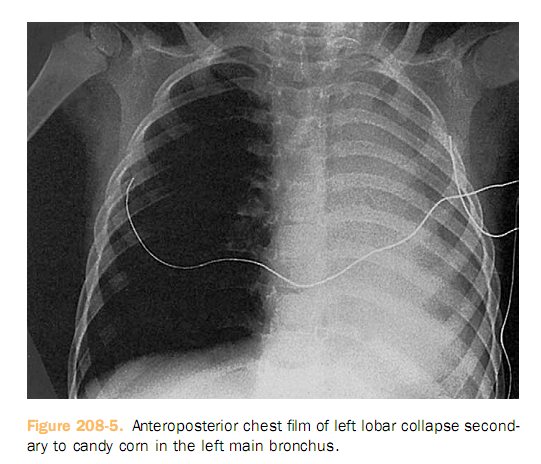 Figure 208-5. Anteroposterior chest film of left lobar collapse second-
ary to candy corn in the left main bronchus.